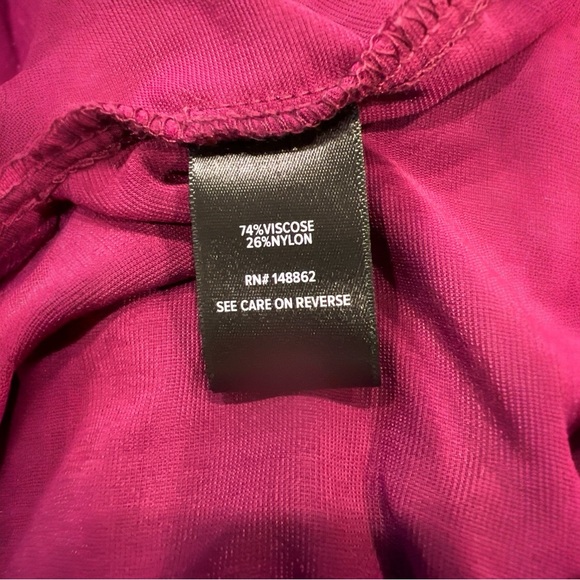 74%VISCOSE
26%NYLON
RN# 148862
SEE CARE ON REVERSE